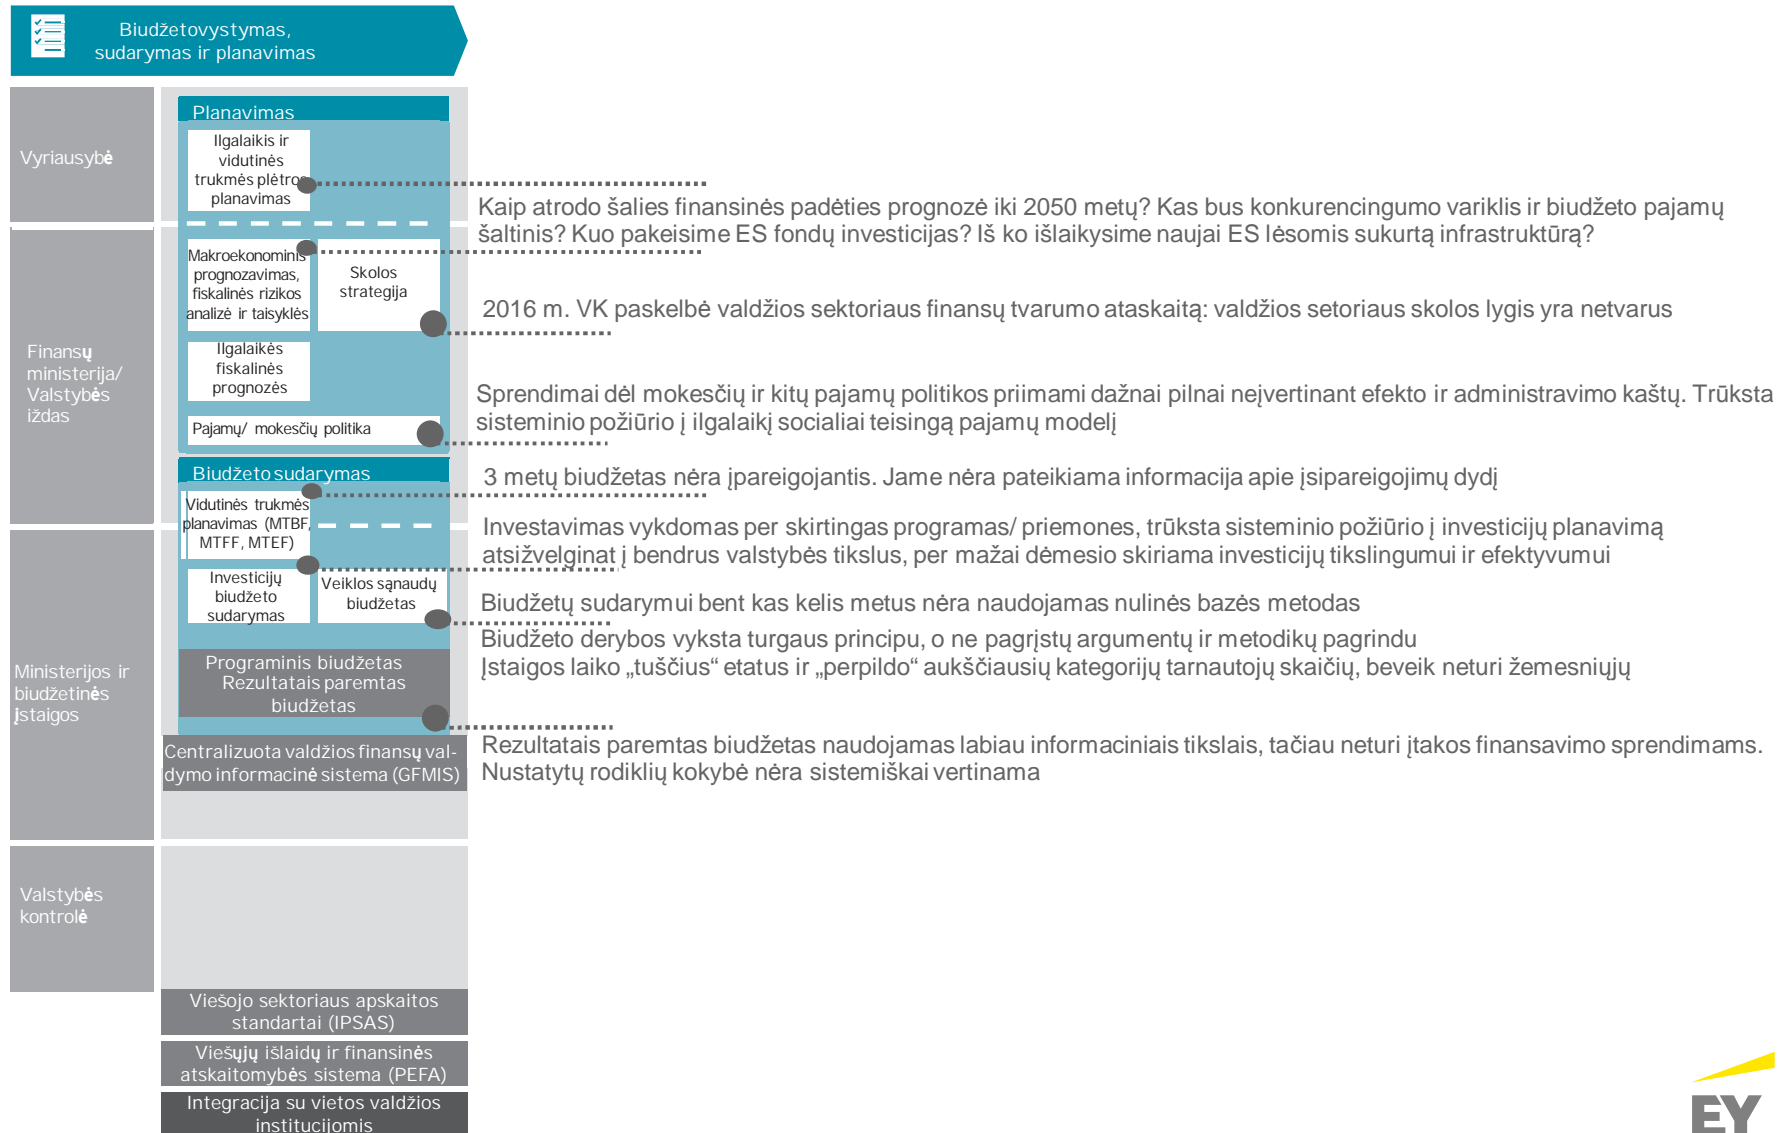 Biudžetovystymas,
sudarymas ir planavimas
Vyriausybė
Planavimas
Ilgalaikis ir
vidutinės
trukmės plėtros
planavimas
Kaip atrodo šalies finansinės padėties prognozė iki 2050 metų? Kas bus konkurencingumo variklis ir biudžeto pajamų
šaltinis? Kuo pakeisime ES fondų investicijas? Iš ko išlaikysime naujai ES lėsomis sukurtą infrastruktūrą?
Finansų
ministerija/
Valstybės
iždas
Makroekonominis
prognozavimas,
fiskalinės rizikos
analizė ir taisyklės
Skolos
strategija
2016 m. VK paskelbė valdžios sektoriaus finansų tvarumo ataskaitą: valdžios setoriaus skolos lygis yra netvarus
Ilgalaikės
fiskalinės
prognozės
Pajamų/ mokesčių politika
Sprendimai dėl mokesčių ir kitų pajamų politikos priimami dažnai pilnai neįvertinant efekto ir administravimo kaštų. Trūksta
sisteminio požiūrio į ilgalaikį socialiai teisingą pajamų modelį
Biudžeto sudarymas
3 metų biudžetas nėra įpareigojantis. Jame nėra pateikiama informacija apie įsipareigojimų dydį
Vidutinės trukmės
planavimas (MTBF,
MTFF, MTEF)
Investavimas vykdomas per skirtingas programas/ priemones, trūksta sisteminio požiūrio į investicijų planavimą
atsižvelginat į bendrus valstybės tikslus, per mažai dėmesio skiriama investicijų tikslingumui ir efektyvumui
Ministerijos ir
biudžetinės
įstaigos
Investicijų
biudžeto
sudarymas
Veiklos sąnaudų
biudžetas
Biudžetų sudarymui bent kas kelis metus nėra naudojamas nulinės bazės metodas
Biudžeto derybos vyksta turgaus principu, o ne pagrįstų argumentų ir metodikų pagrindu
Įstaigos laiko „tuščius“ etatus ir „perpildo“ aukščiausių kategorijų tarnautojų skaičių, beveik neturi žemesniųjų
Programinis biudžetas
Rezultatais paremtas
biudžetas
Rezultatais paremtas biudžetas naudojamas labiau informaciniais tikslais, tačiau neturi įtakos finansavimo sprendimams.
Nustatytų rodiklių kokybė nėra sistemiškai vertinama
Centralizuota valdžios finansų val-
dymo informacinė sistema (GFMIS)
Valstybės
kontrolė
Viešojo sektoriaus apskaitos
standartai (IPSAS)
Viešųjų išlaidų ir finansinės
atskaitomybės sistema (PEFA)
Integracija su vietos valdžios
institucijomis
EY